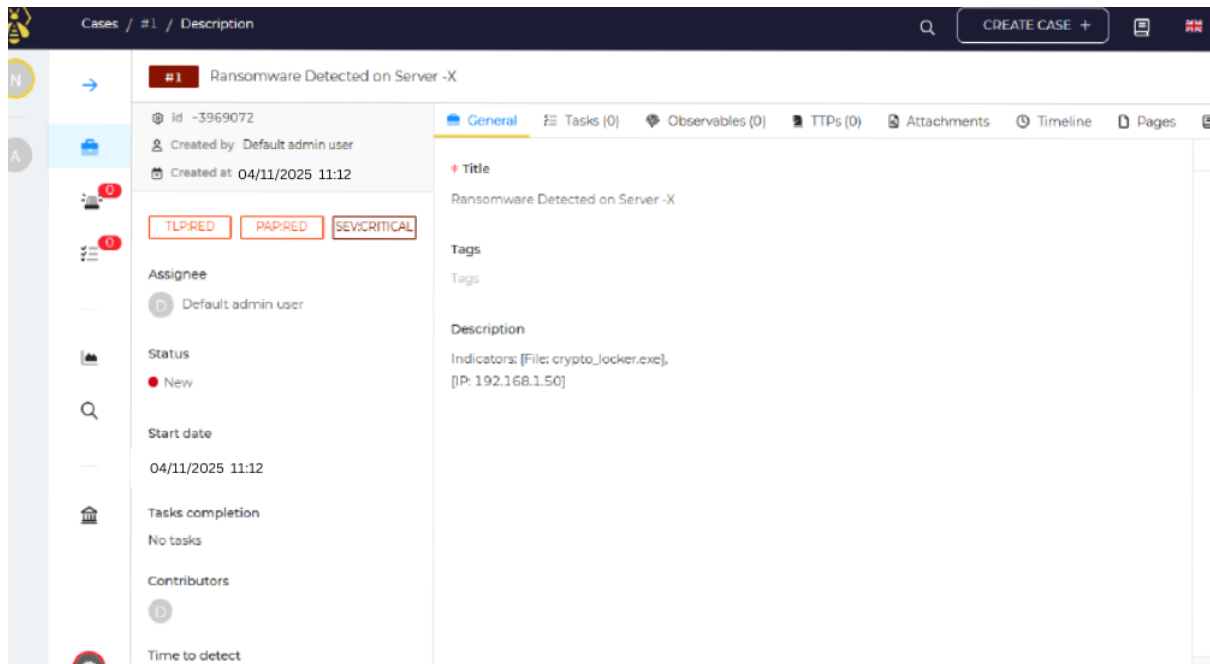 Cases / #1 / Description
CREATE CASE +
N
A
#1 Ransomware Detected on Server -X
id ~3969072
Created by Default admin user
Created at 04/11/2025 11:12
TLP:RED PAP:RED SEV:CRITICAL
Assignee
D Default admin user
Status
New
Start date
04/11/2025 11:12
Tasks completion
No tasks
Contributors
D
Time to detect
0
0
General Tasks (0) Observables (0) TTPs (0) Attachments Timeline Pages
* Title
Ransomware Detected on Server -X
Tags
Tags
Description
Indicators: [File: crypto_locker.exe],
[IP: 192.168.1.50]